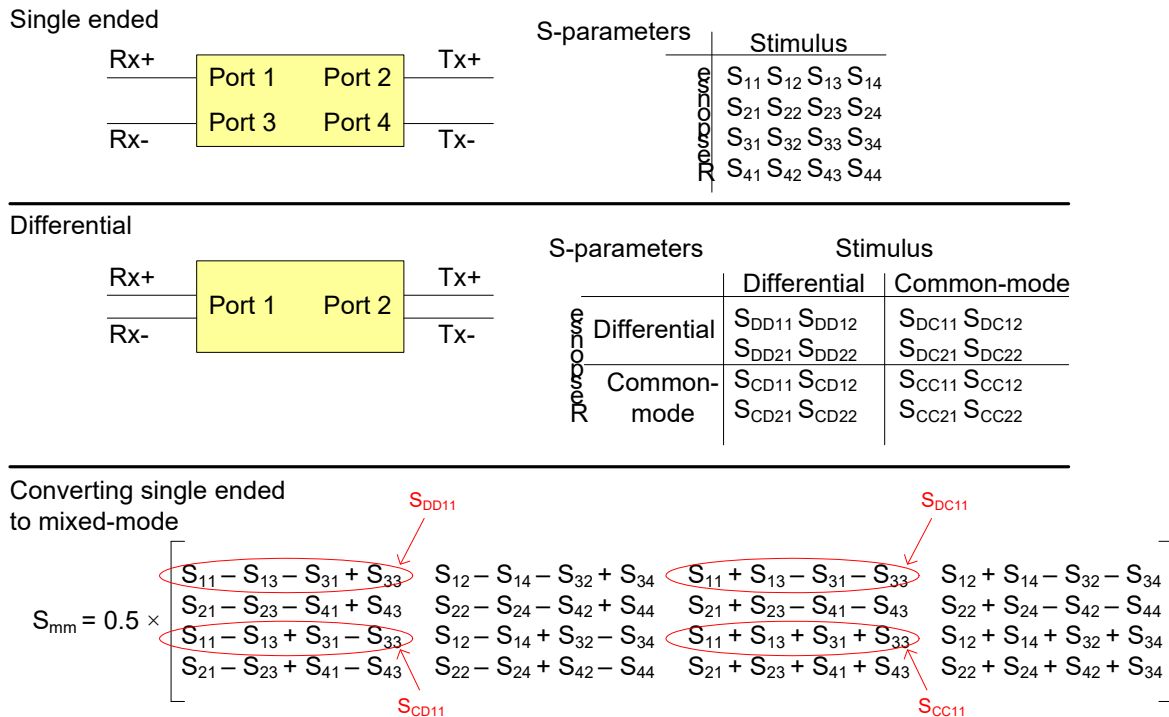 Single ended
Rx+
Port 1 Port 2
Tx+
Port 3 Port 4
Rx-
Tx-
S-parameters
Stimulus
Response
S11 S12 S13 S14
S21 S22 S23 S24
S31 S32 S33 S34
S41 S42 S43 S44
Differential
Rx+
Port 1 Port 2
Tx+
Rx-
Tx-
S-parameters
Stimulus
Differential Common-mode
Response
Differential
SDD11 SDD12 SDC11 SDC12
SDD21 SDD22 SDC21 SDC22
Common-
mode
SCD11 SCD12 SCC11 SCC12
SCD21 SCD22 SCC21 SCC22
Converting single ended
to mixed-mode
SDD11
SDC11
Smm = 0.5 ×
S11 – S13 – S31 + S33 S12 – S14 – S32 + S34 S11 + S13 – S31 – S33 S12 + S14 – S32 – S34
S21 – S23 – S41 + S43 S22 – S24 – S42 + S44 S21 + S23 – S41 – S43 S22 + S24 – S42 – S44
S11 – S13 + S31 – S33 S12 – S14 + S32 – S34 S11 + S13 + S31 + S33 S12 + S14 + S32 + S34
S21 – S23 + S41 – S43 S22 – S24 + S42 – S44 S21 + S23 + S41 + S43 S22 + S24 + S42 + S34
SCD11
SCC11